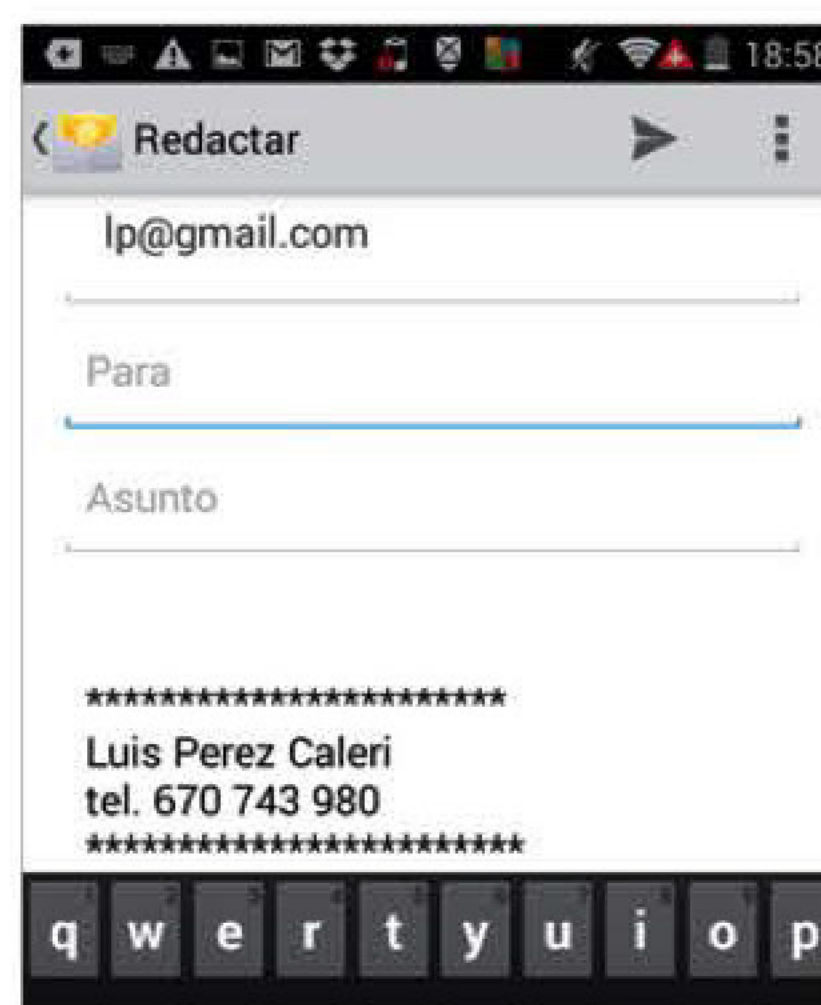 18:58
Redactar
lp@gmail.com
Para
Asunto
***********************
Luis Perez Caleri
tel. 670 743 980
************************
q w e r t y u i o p